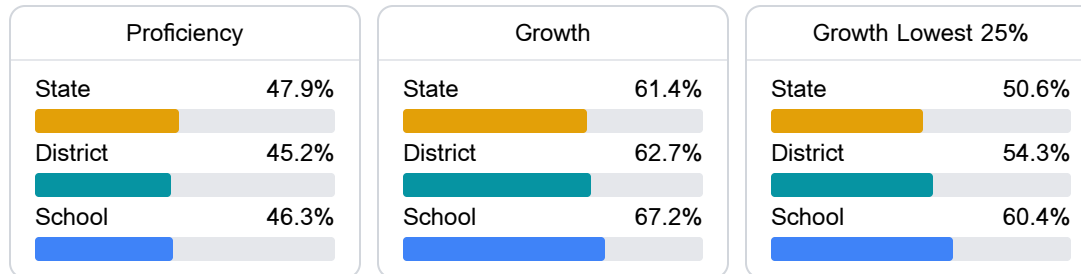 Proficiency
State 47.9%
District 45.2%
School 46.3%
Growth
State 61.4%
District 62.7%
School 67.2%
Growth Lowest 25%
State 50.6%
District 54.3%
School 60.4%